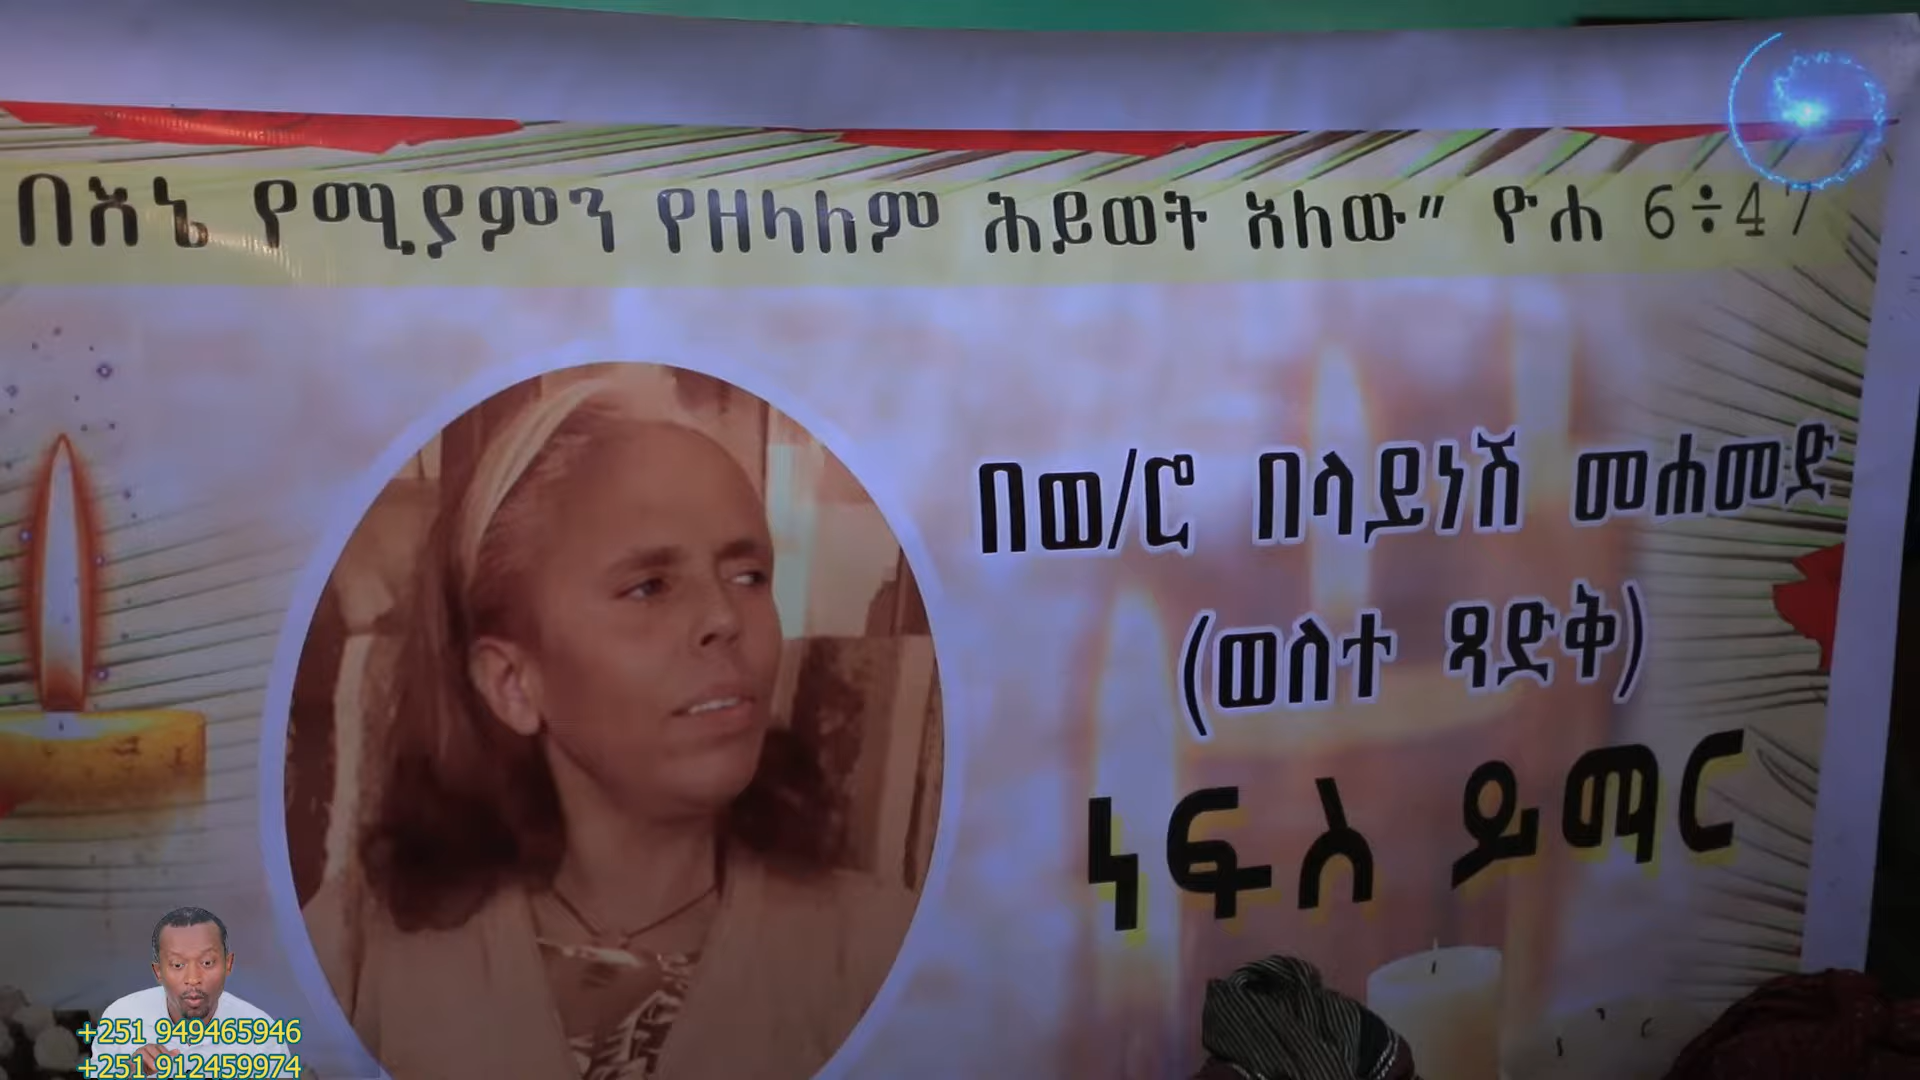 በእኔ የሚያምን የዘላለም ሕይወት አለው” ዮሐ 6÷47
በወ/ሮ በላይነሽ መሐመድ
(ወለተ ጻድቅ)
ነፍስ ይማር
+251 949465946
+251 912459974